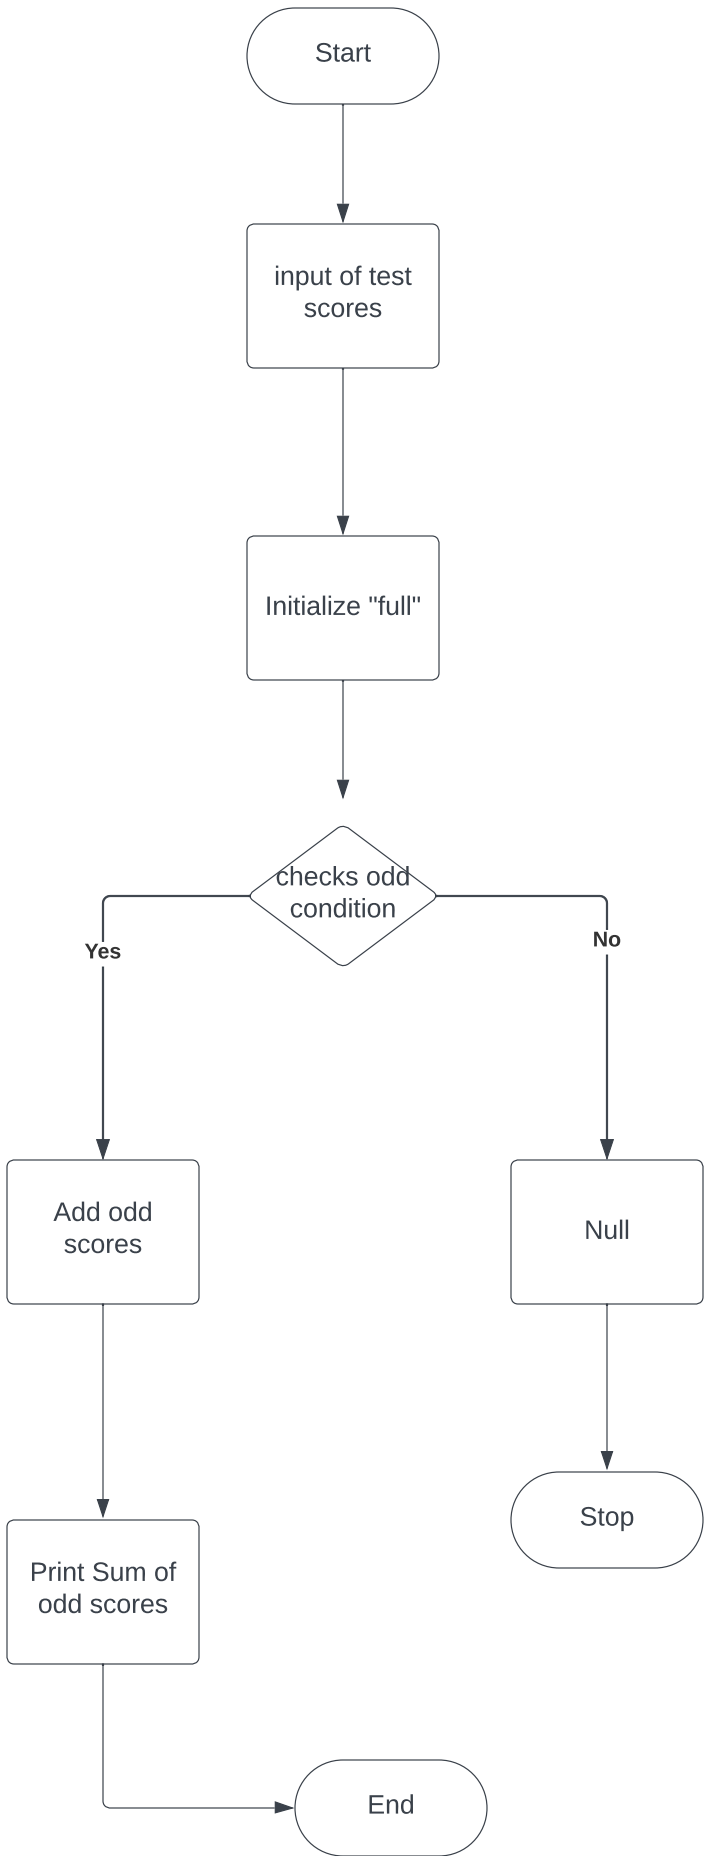 Start
input of test
scores
Initialize "full"
checks odd
condition
Yes
No
Add odd
scores
Null
Stop
Print Sum of
odd scores
End